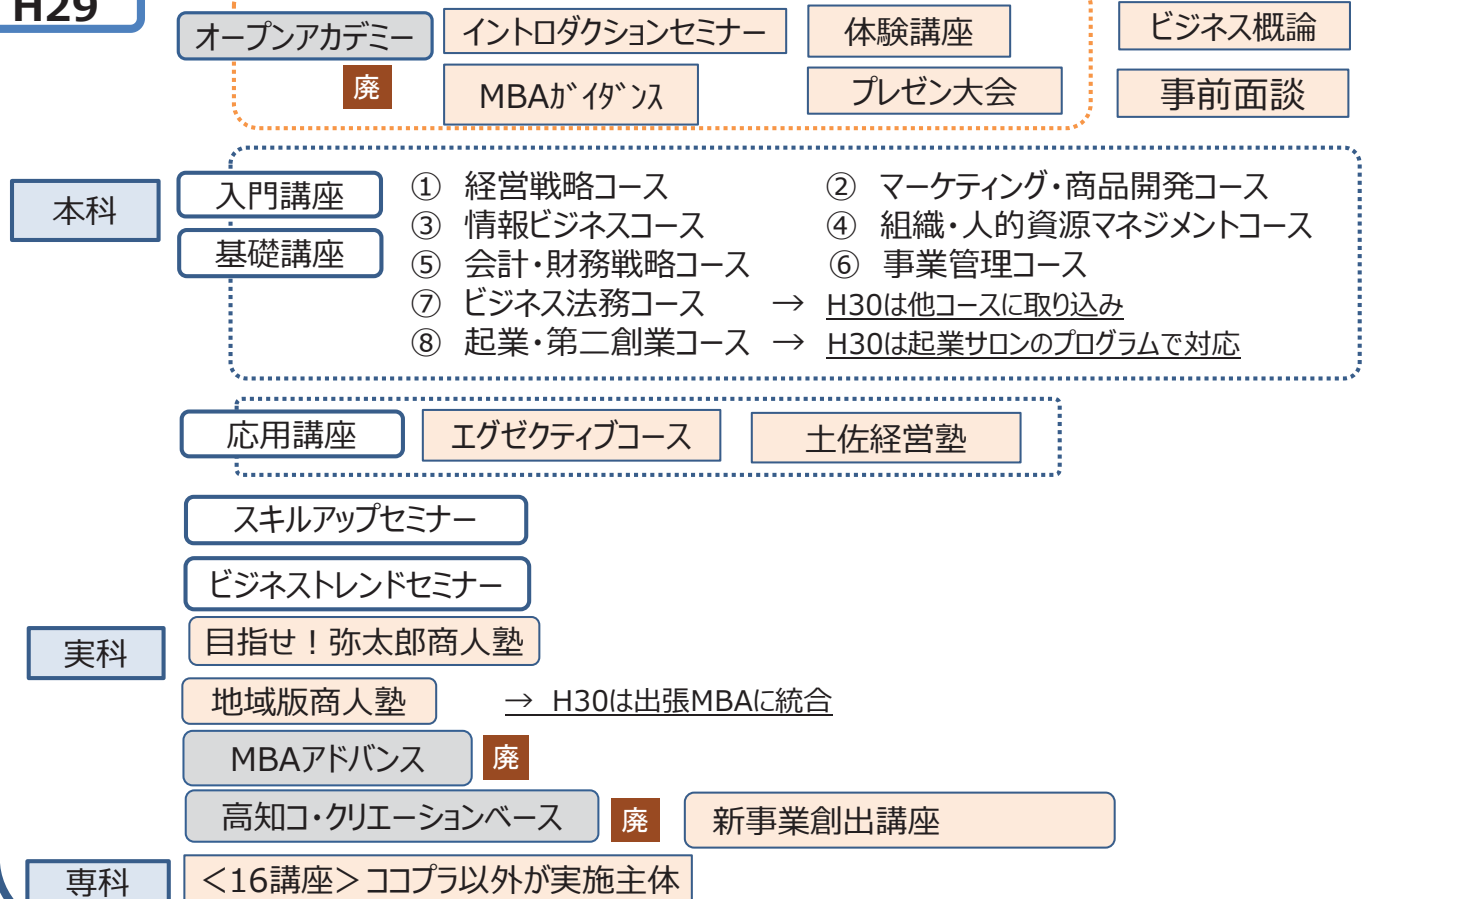 H29
オープンアカデミー
イントロダクションセミナー
体験講座
ビジネス概論
廃
MBAｶﾞｲﾀﾞﾝｽ
プレゼン大会
事前面談
本科
入門講座
基礎講座
① 経営戦略コース
② マーケティング・商品開発コース
③ 情報ビジネスコース
④ 組織・人的資源マネジメントコース
⑤ 会計・財務戦略コース
⑥ 事業管理コース
⑦ ビジネス法務コース → H30は他コースに取り込み
⑧ 起業・第二創業コース → H30は起業サロンのプログラムで対応
応用講座
エグゼクティブコース
土佐経営塾
スキルアップセミナー
ビジネストレンドセミナー
実科
目指せ！弥太郎商人塾
地域版商人塾 → H30は出張MBAに統合
MBAアドバンス 廃
高知コ・クリエーションベース 廃
新事業創出講座
専科
＜16講座＞ココプラ以外が実施主体